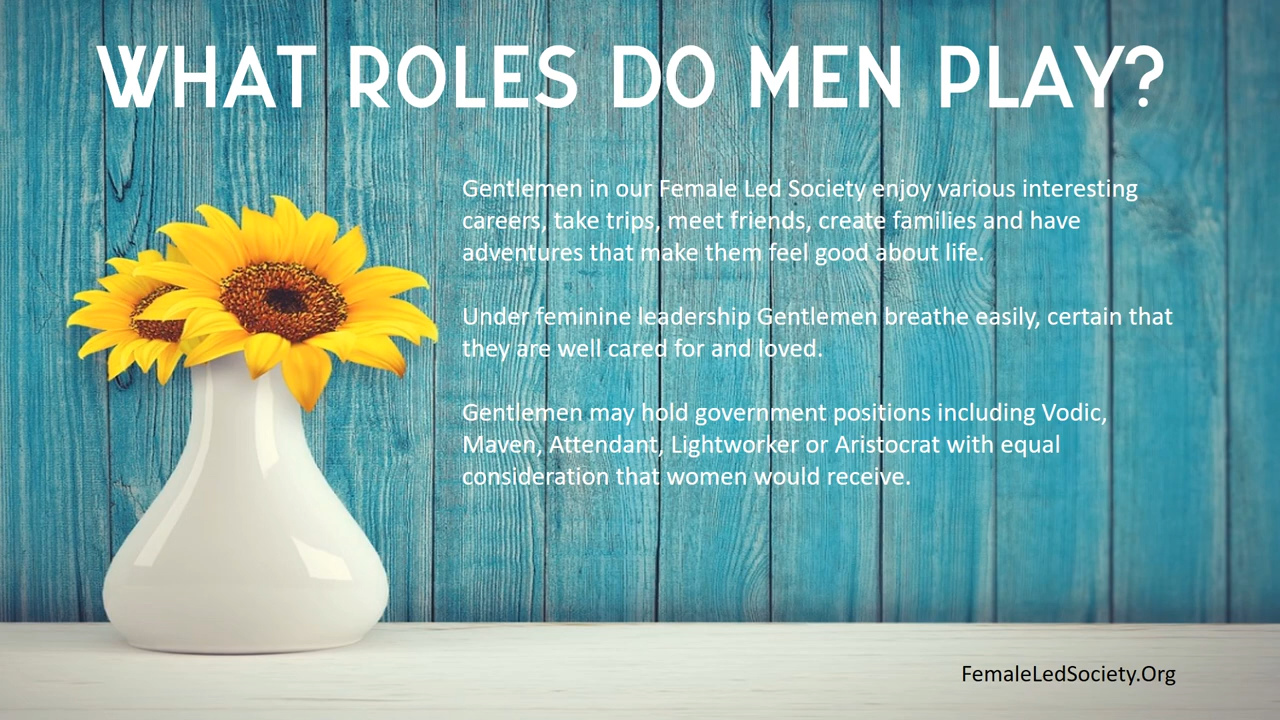 WHAT ROLES DO MEN PLAY?
Gentlemen in our Female Led Society enjoy various interesting
careers, take trips, meet friends, create families and have
adventures that make them feel good about life.
Under feminine leadership Gentlemen breathe easily, certain that
they are well cared for and loved.
Gentlemen may hold government positions including Vodic,
Maven, Attendant, Lightworker or Aristocrat with equal
consideration that women would receive.
FemaleLedSociety.Org